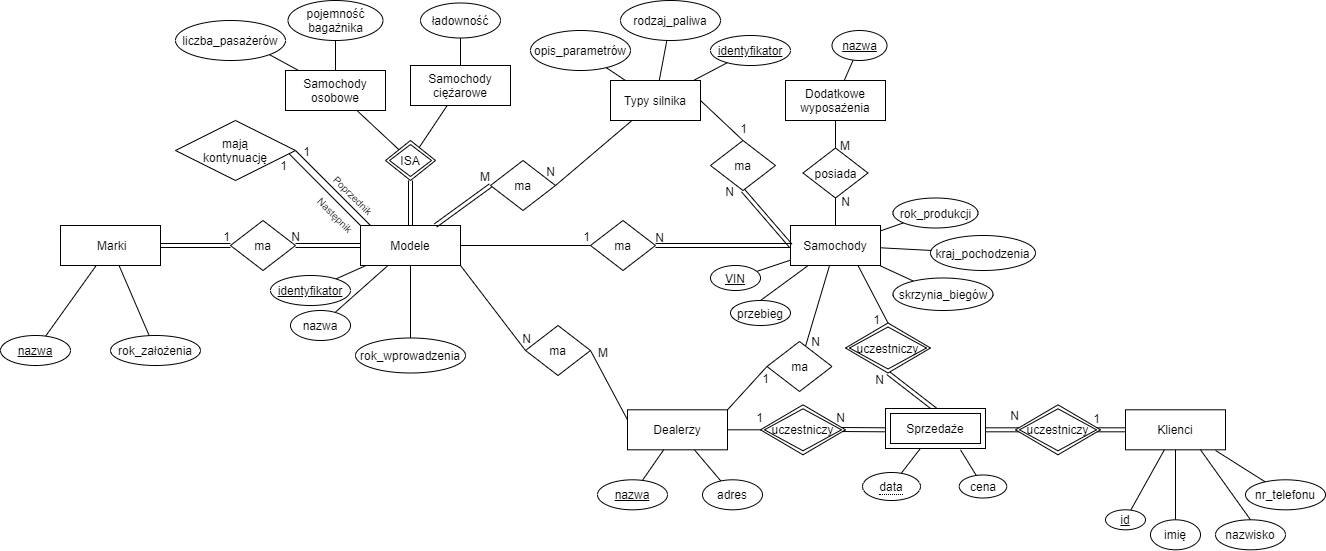 pojemność
bagażnika
liczba_pasażerów
ładowność
rodzaj_paliwa
opis_parametrów
identyfikator
nazwa
Samochody
osobowe
Samochody
ciężarowe
Typy silnika
Dodatkowe
wyposażenia
mają
kontynuację
1
1
ISA
1
ma
N
M
posiada
N
M
ma
N
Poprzednik
Następnik
rok_produkcji
Marki
1
ma
N
Modele
1
ma
N
Samochody
kraj_pochodzenia
identyfikator
VIN
skrzynia_biegów
nazwa
przebieg
nazwa
rok_założenia
rok_wprowadzenia
N
ma
M
N
ma
1
1
uczestniczy
N
Dealerzy
1
uczestniczy
N
Sprzedaże
N
uczestniczy
1
Klienci
nazwa
adres
data
cena
nr_telefonu
id
imię
nazwisko